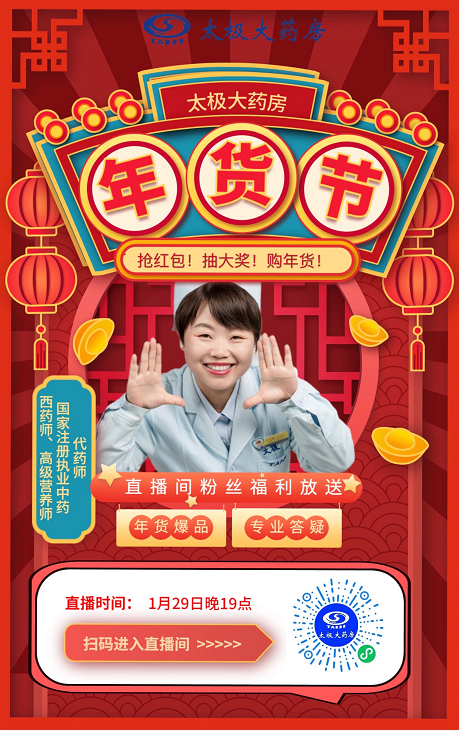 太极大药房
太极大药房
年货节
抢红包！抽大奖！购年货！
代药师
国家注册执业中药
西药师、高级营养师
直播间粉丝福利放送
年货爆品
专业答疑
直播时间： 1月29日晚19点
扫码进入直播间 >>>>>
太极大药房